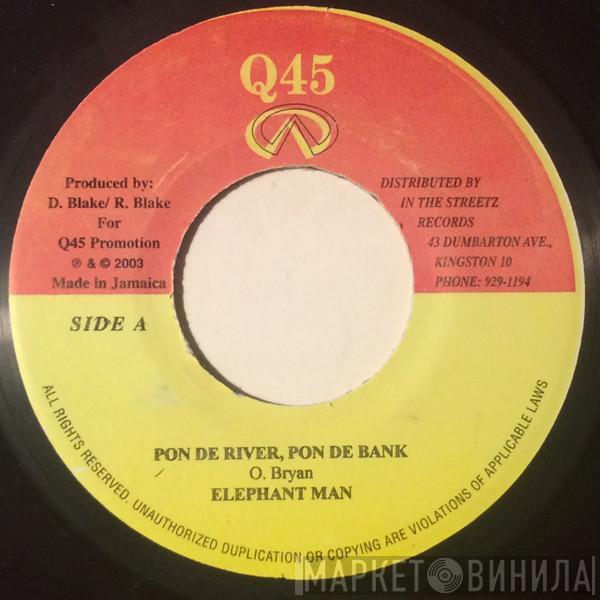 Q45
Produced by:
D. Blake/ R. Blake
For
Q45 Promotion
℗ & © 2003
Made in Jamaica
DISTRIBUTED BY
IN THE STREETZ
RECORDS
43 DUMBARTON AVE.,
KINGSTON 10
PHONE: 929-1194
SIDE A
PON DE RIVER, PON DE BANK
O. Bryan
ELEPHANT MAN
ALL RIGHTS RESERVED. UNAUTHORIZED DUPLICATION OR COPYING ARE VIOLATIONS OF APPLICABLE LAWS
МАРКЕТ ВИНИЛА